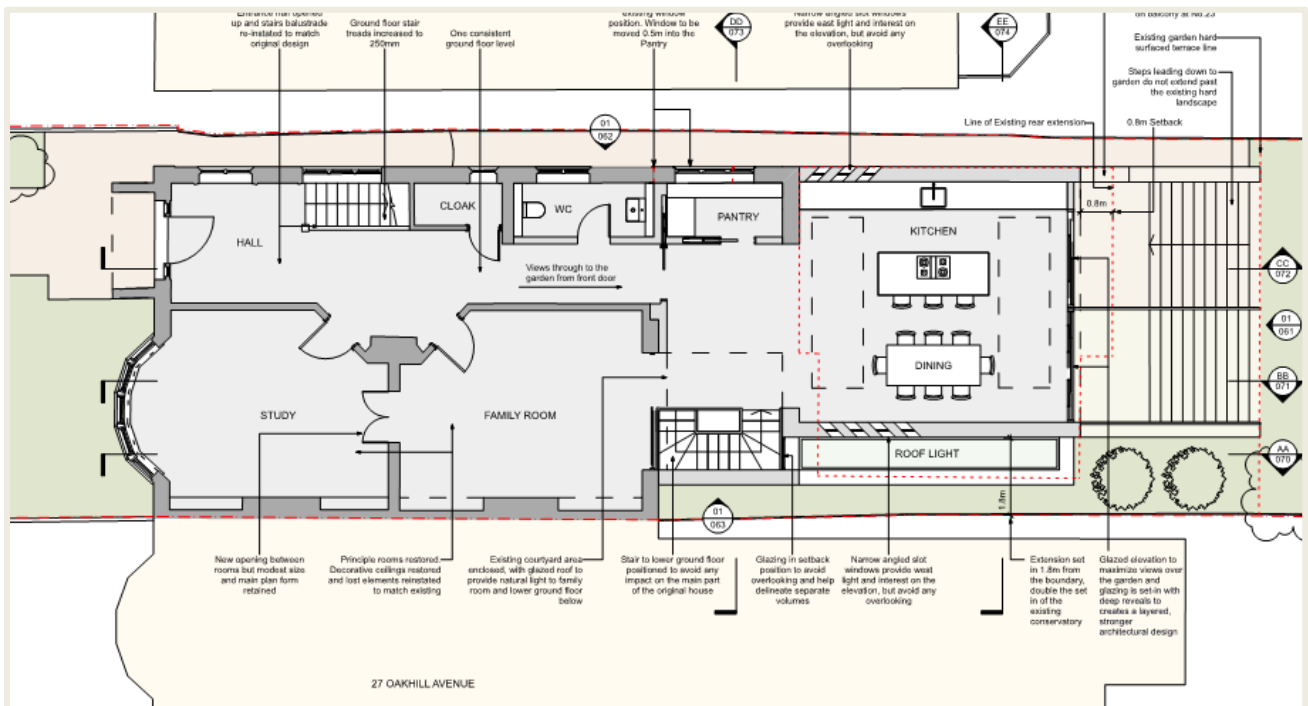 Entrance hall opened
up and stairs balustrade
re-instated to match
original design
Ground floor stair
treads increased to
250mm
One consistent
ground floor level
existing window
position. Window to be
moved 0.5m into the
Pantry
DD
073
Narrow angled slot windows
provide east light and interest on
the elevation, but avoid any
overlooking
EE
074
on balcony at No.23
Existing garden hard
surfaced terrace line
Steps leading down to
garden do not extend past
the existing hard
landscape
Line of Existing rear extension
0.8m Setback
01
062
CLOAK
WC
PANTRY
KITCHEN
0.8m
HALL
Views through to the
garden from front door
CC
072
01
061
BB
071
DINING
STUDY
FAMILY ROOM
ROOF LIGHT
AA
070
1.8m
01
063
New opening between
rooms but modest size
and main plan form
retained
Principle rooms restored
Decorative ceilings restored
and lost elements reinstated
to match existing
Existing courtyard area
enclosed, with glazed roof to
provide natural light to family
room and lower ground floor
below
Stair to lower ground floor
positioned to avoid any
impact on the main part
of the original house
Glazing in setback
position to avoid
overlooking and help
delineate separate
volumes
Narrow angled slot
windows provide west
light and interest on the
elevation, but avoid any
overlooking
Extension set
in 1.8m from
the boundary,
double the set
in of the
existing
conservatory
Glazed elevation to
maximize views over
the garden and
glazing is set-in with
deep reveals to
creates a layered,
stronger
architectural design
27 OAKHILL AVENUE